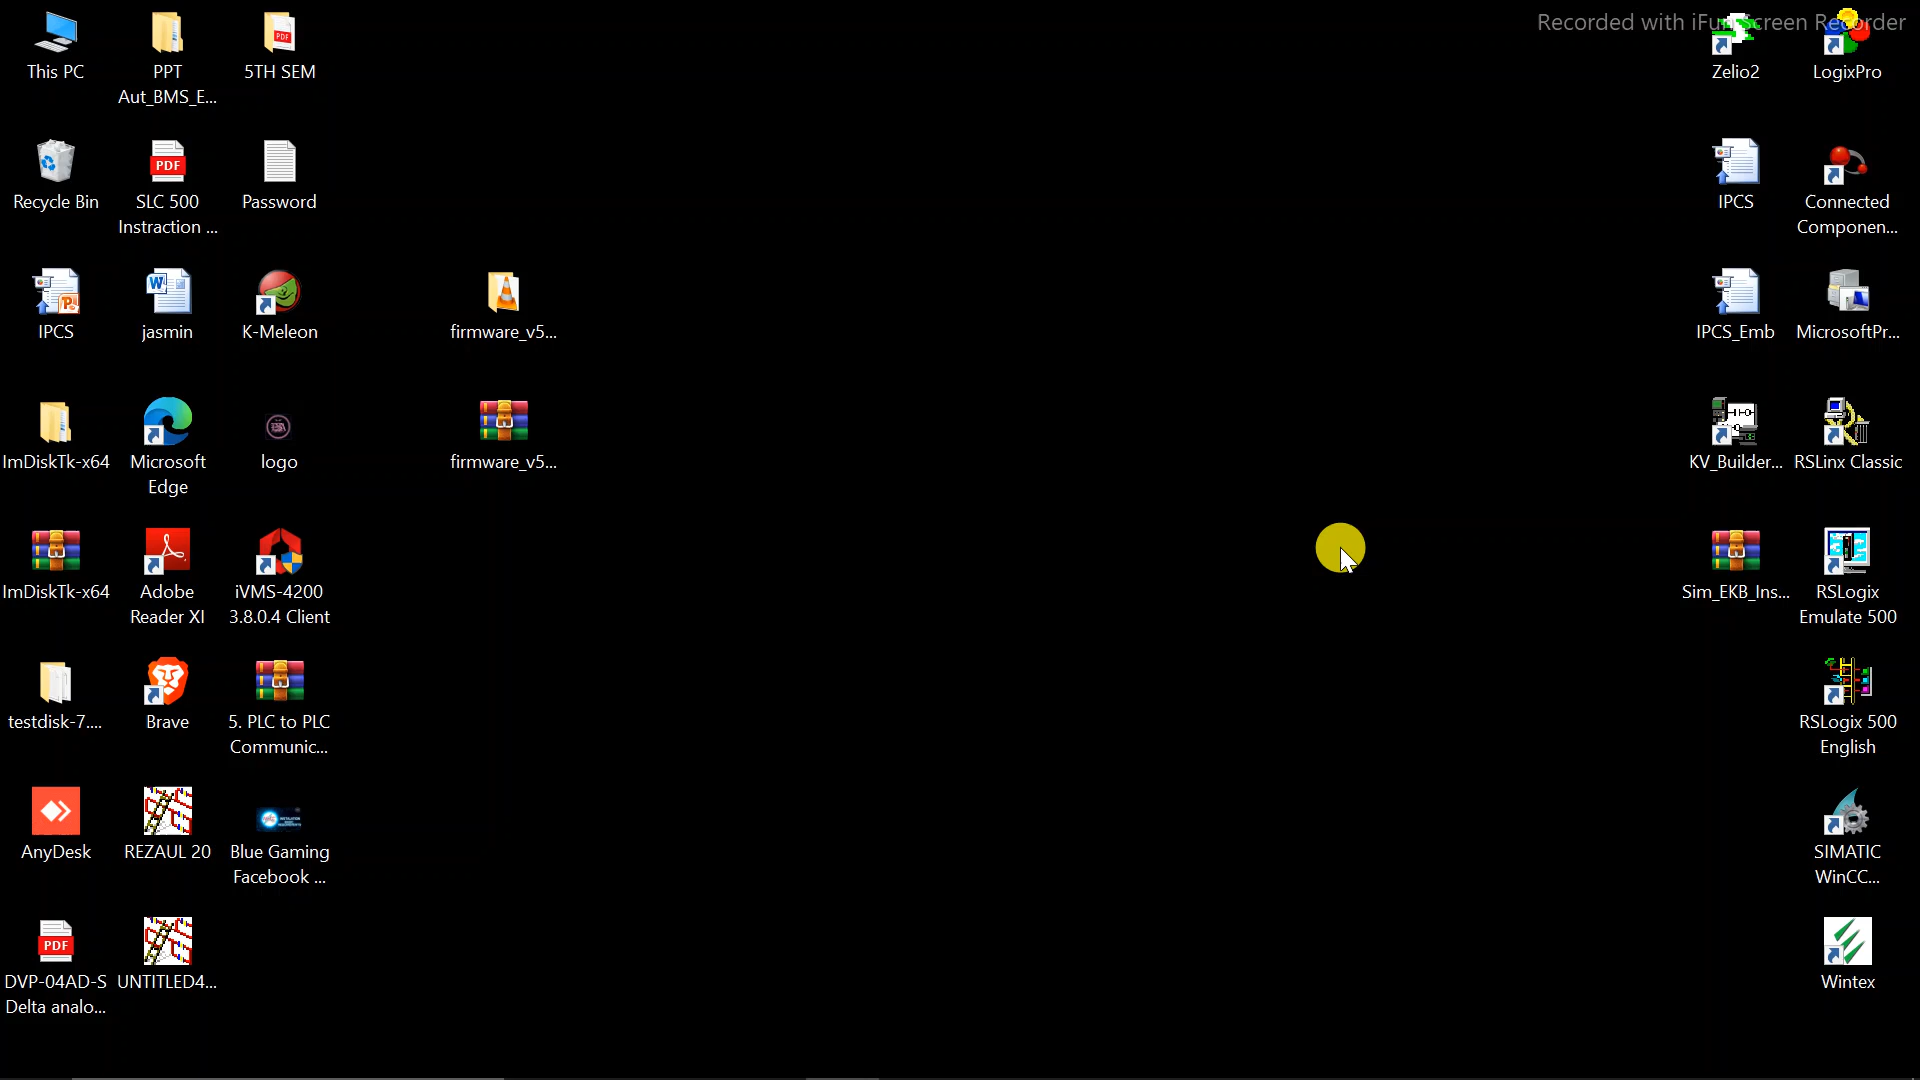 Recorded with iFun Screen Recorder
This PC
PPT
Aut_BMS_E...
5TH SEM
Zelio2
LogixPro
Recycle Bin
PDF
SLC 500
Instraction ...
Password
IPCS
Connected
Componen...
IPCS
jasmin
K-Meleon
firmware_v5...
IPCS_Emb
MicrosoftPr...
ImDiskTk-x64
Microsoft
Edge
logo
firmware_v5...
KV_Builder...
RSLinx Classic
ImDiskTk-x64
Adobe
Reader XI
iVMS-4200
3.8.0.4 Client
Sim_EKB_Ins...
RSLogix
Emulate 500
testdisk-7....
Brave
5. PLC to PLC
Communic...
RSLogix 500
English
AnyDesk
REZAUL 20
Blue Gaming
Facebook ...
SIMATIC
WinCC...
PDF
DVP-04AD-S
Delta analo...
UNTITLED4...
Wintex